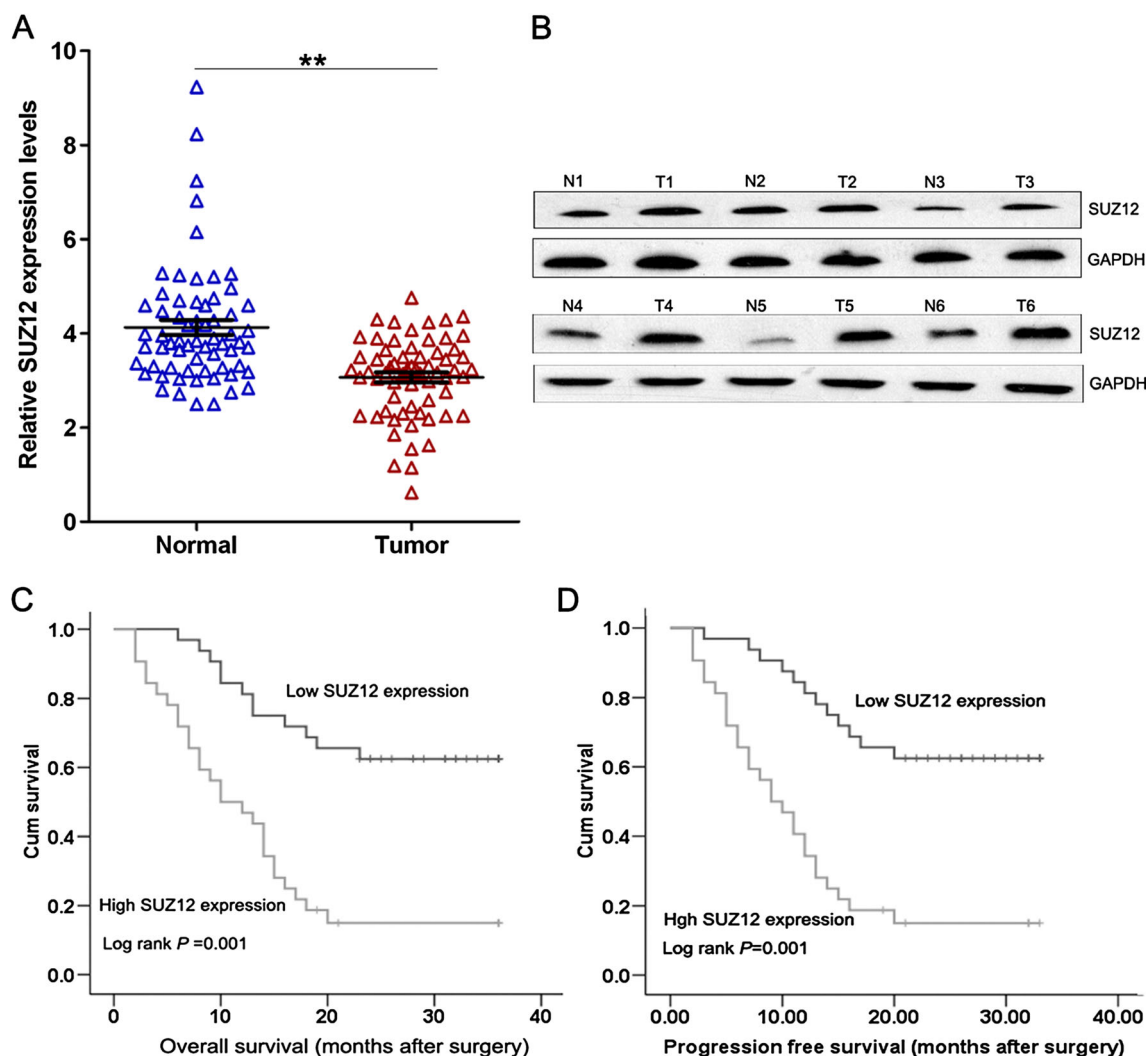 A
Relative SUZ12 expression levels
10
8
6
4
2
0
**
Normal
Tumor
B
N1 T1 N2 T2 N3 T3
SUZ12
GAPDH
N4 T4 N5 T5 N6 T6
SUZ12
GAPDH
C
Cum survival
1.0
0.8
0.6
0.4
0.2
0.0
Low SUZ12 expression
High SUZ12 expression
Log rank P =0.001
0 10 20 30 40
Overall survival (months after surgery)
D
Cum survival
1.0
0.8
0.6
0.4
0.2
0.0
Low SUZ12 expression
Hgh SUZ12 expression
Log rank P=0.001
0.00 10.00 20.00 30.00 40.00
Progression free survival (months after surgery)